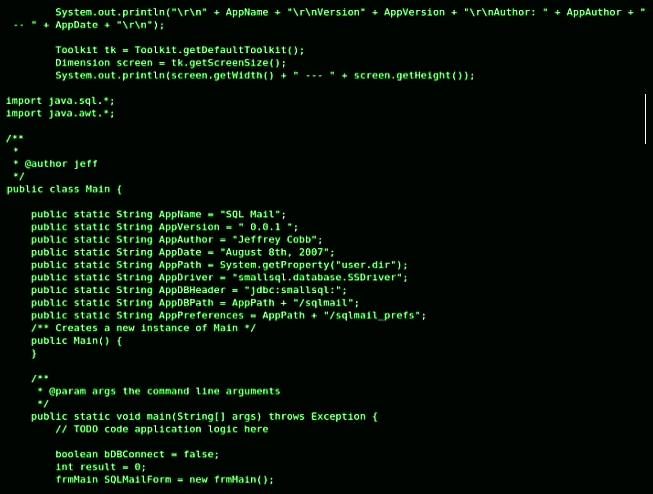 System.out.println("\r\n" + AppName + "\r\nVersion" + AppVersion + "\r\nAuthor: " + AppAuthor + "
-- " + AppDate + "\r\n");
Toolkit tk = Toolkit.getDefaultToolkit();
Dimension screen = tk.getScreenSize();
System.out.println(screen.getWidth() + " --- " + screen.getHeight());
import java.sql.*;
import java.awt.*;
/**
*
* @author jeff
*/
public class Main {
public static String AppName = "SQL Mail";
public static String AppVersion = " 0.0.1 ";
public static String AppAuthor = "Jeffrey Cobb";
public static String AppDate = "August 8th, 2007";
public static String AppPath = System.getProperty("user.dir");
public static String AppDriver = "smallsql.database.SSDriver";
public static String AppDBHeader = "jdbc:smallsql:";
public static String AppDBPath = AppPath + "/sqlmail";
public static String AppPreferences = AppPath + "/sqlmail_prefs";
/** Creates a new instance of Main */
public Main() {
}
/**
* @param args the command line arguments
*/
public static void main(String[] args) throws Exception {
// TODO code application logic here
boolean bDBConnect = false;
int result = 0;
frmMain SQLMailForm = new frmMain();